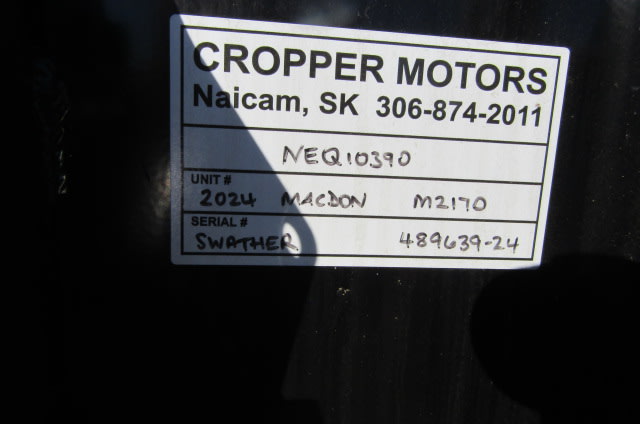 CROPPER MOTORS
Naicam, SK 306-874-2011
NEQ10390
UNIT #
2024 MACDON M2170
SERIAL #
SWATHER 489639-24